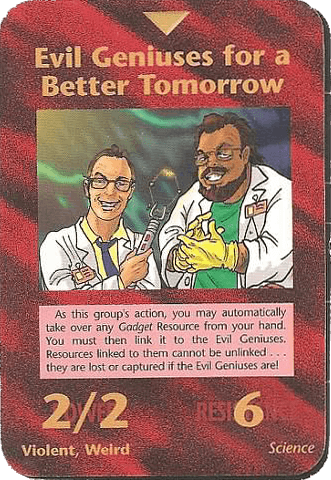 Evil Geniuses for a
Better Tomorrow
As this group's action, you may automatically
take over any Gadget Resource from your hand.
You must then link it to the Evil Geniuses.
Resources linked to them cannot be unlinked . . .
they are lost or captured if the Evil Geniuses are!
2/2
6
Violent, Weird
Science